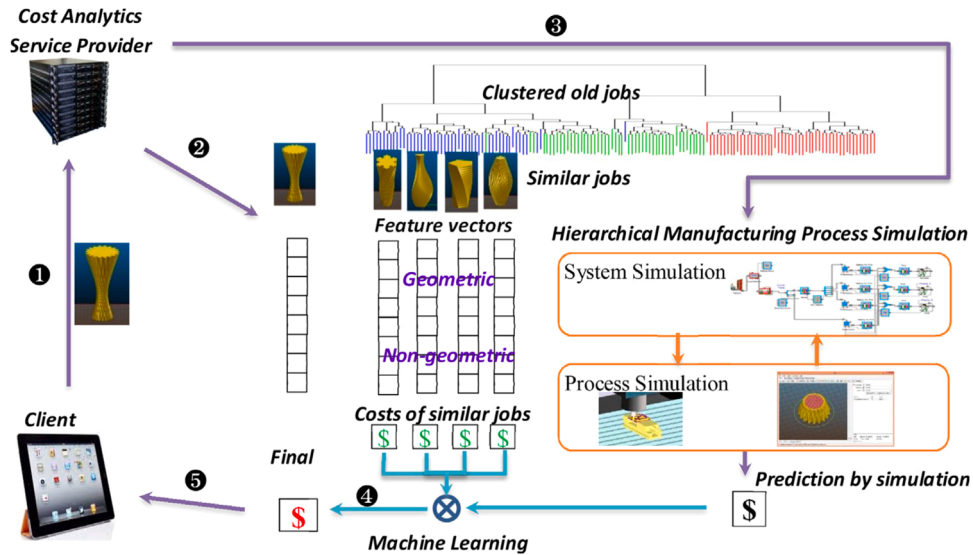 Cost Analytics
Service Provider
❸
Clustered old jobs
❷
Similar jobs
Feature vectors
Hierarchical Manufacturing Process Simulation
❶
Geometric
System Simulation
Non-geometric
Process Simulation
Client
Costs of similar jobs
$ $ $ $
Final
❺
❹
Prediction by simulation
$
$
Machine Learning